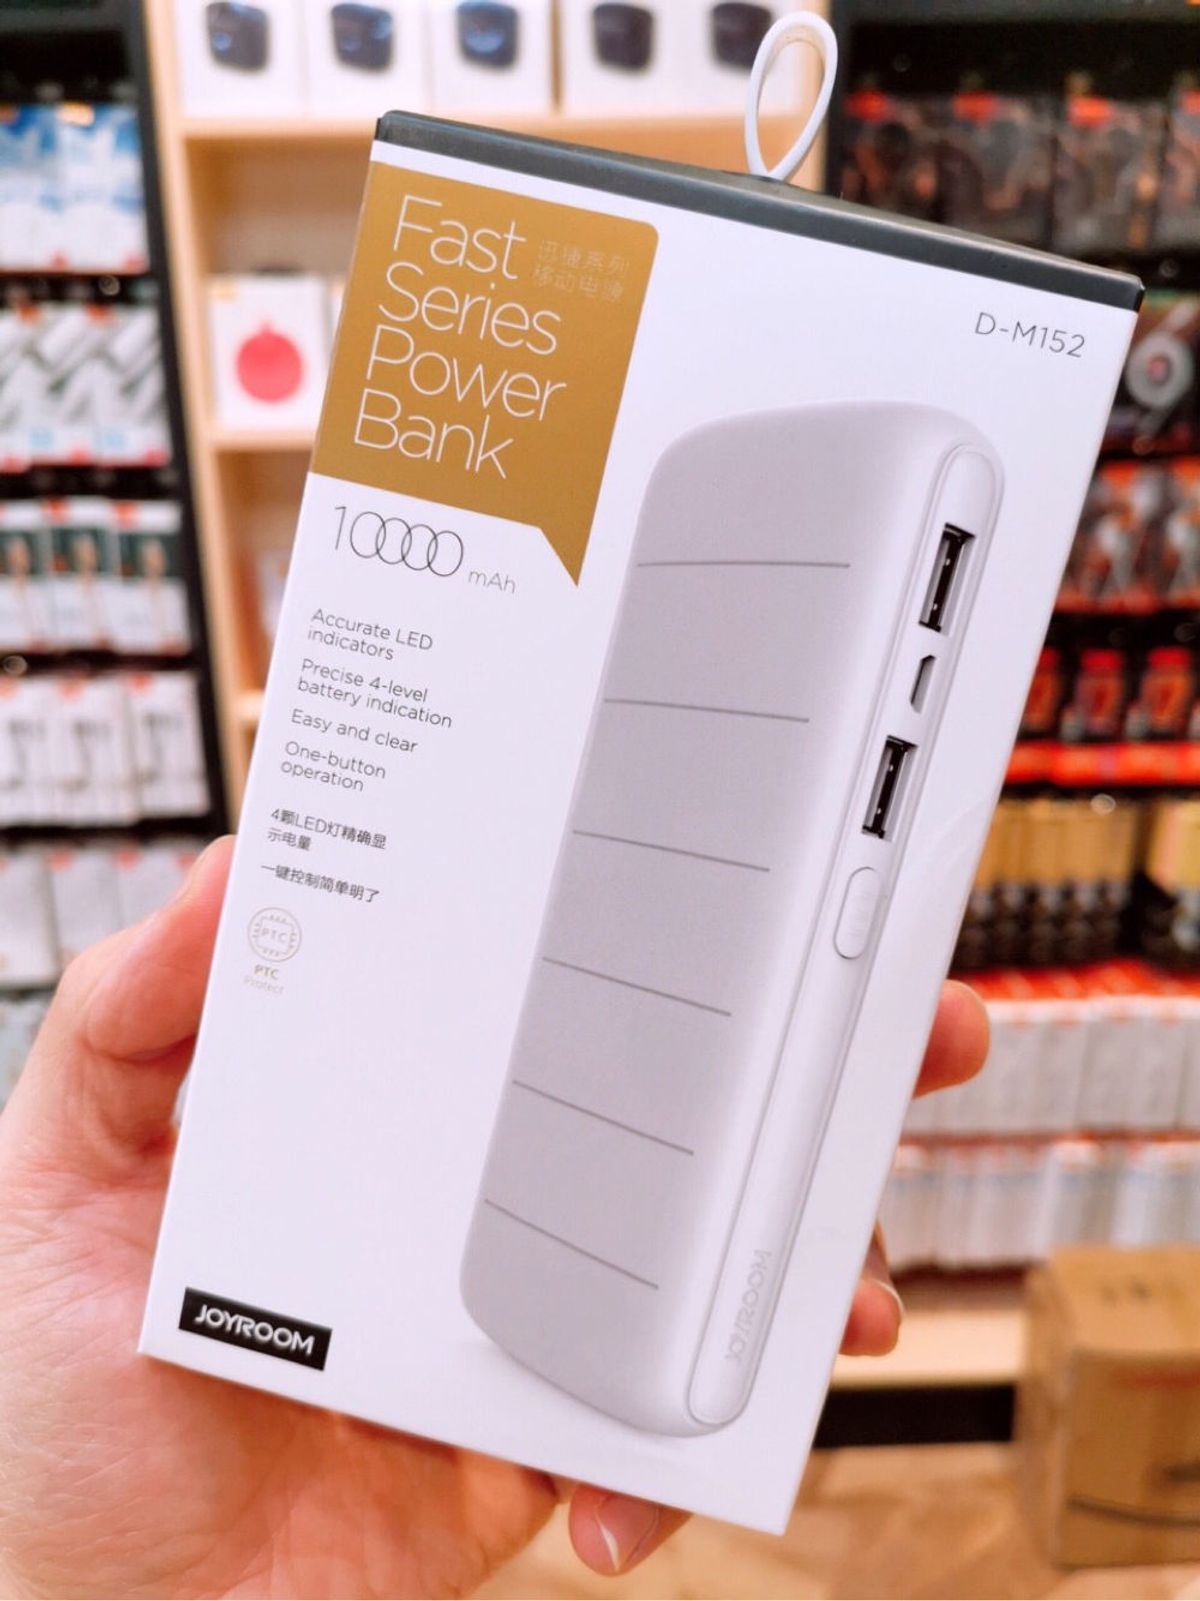 Fast
Series
Power
Bank
迅捷系列
移动电源
D-M152
10000 mAh
Accurate LED
indicators
Precise 4-level
battery indication
Easy and clear
One-button
operation
4颗LED灯精确显
示电量
一键控制简单明了
PTC
PTC
Protect
JOYROOM
JOYROOM